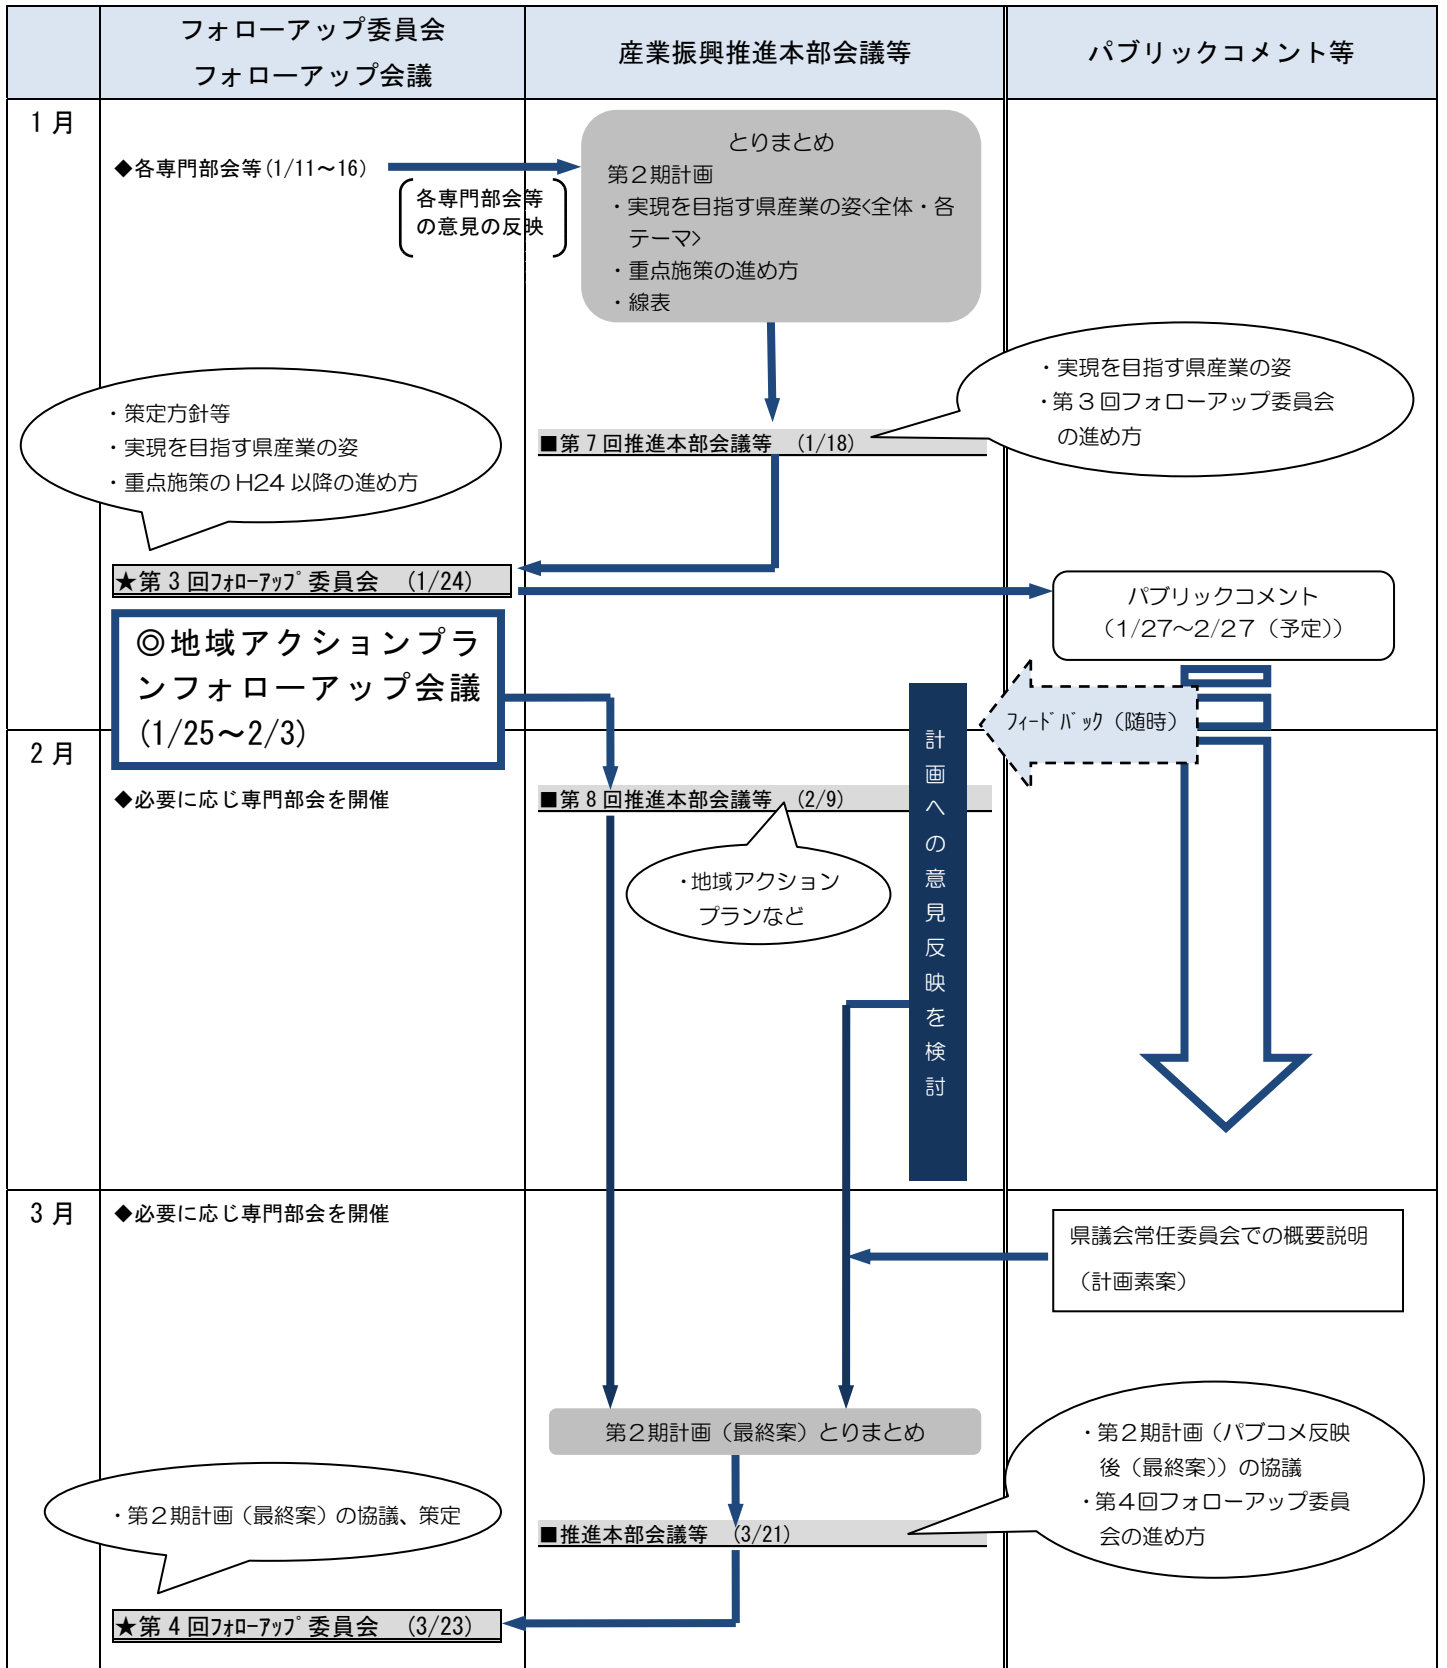 フォローアップ委員会
フォローアップ会議
産業振興推進本部会議等
パブリックコメント等
1月
◆各専門部会等(1/11～16)
各専門部会等
の意見の反映
とりまとめ
第2期計画
・実現を目指す県産業の姿<全体・各
テーマ>
・重点施策の進め方
・線表
・実現を目指す県産業の姿
・第3回フォローアップ委員会
の進め方
■第7回推進本部会議等 (1/18)
・策定方針等
・実現を目指す県産業の姿
・重点施策のH24以降の進め方
★第3回ﾌｫﾛｰｱｯﾌﾟ委員会 (1/24)
パブリックコメント
(1/27～2/27（予定））
◎地域アクションプラ
ンフォローアップ会議
(1/25～2/3)
ﾌｨｰﾄﾞﾊﾞｯｸ（随時）
計画への意見反映を検討
2月
◆必要に応じ専門部会を開催
■第8回推進本部会議等 (2/9)
・地域アクション
プランなど
3月
◆必要に応じ専門部会を開催
県議会常任委員会での概要説明
（計画素案）
第2期計画（最終案）とりまとめ
・第2期計画（パブコメ反映
後（最終案））の協議
・第4回フォローアップ委員
会の進め方
・第2期計画（最終案）の協議、策定
■推進本部会議等 (3/21)
★第4回ﾌｫﾛｰｱｯﾌﾟ委員会 (3/23)